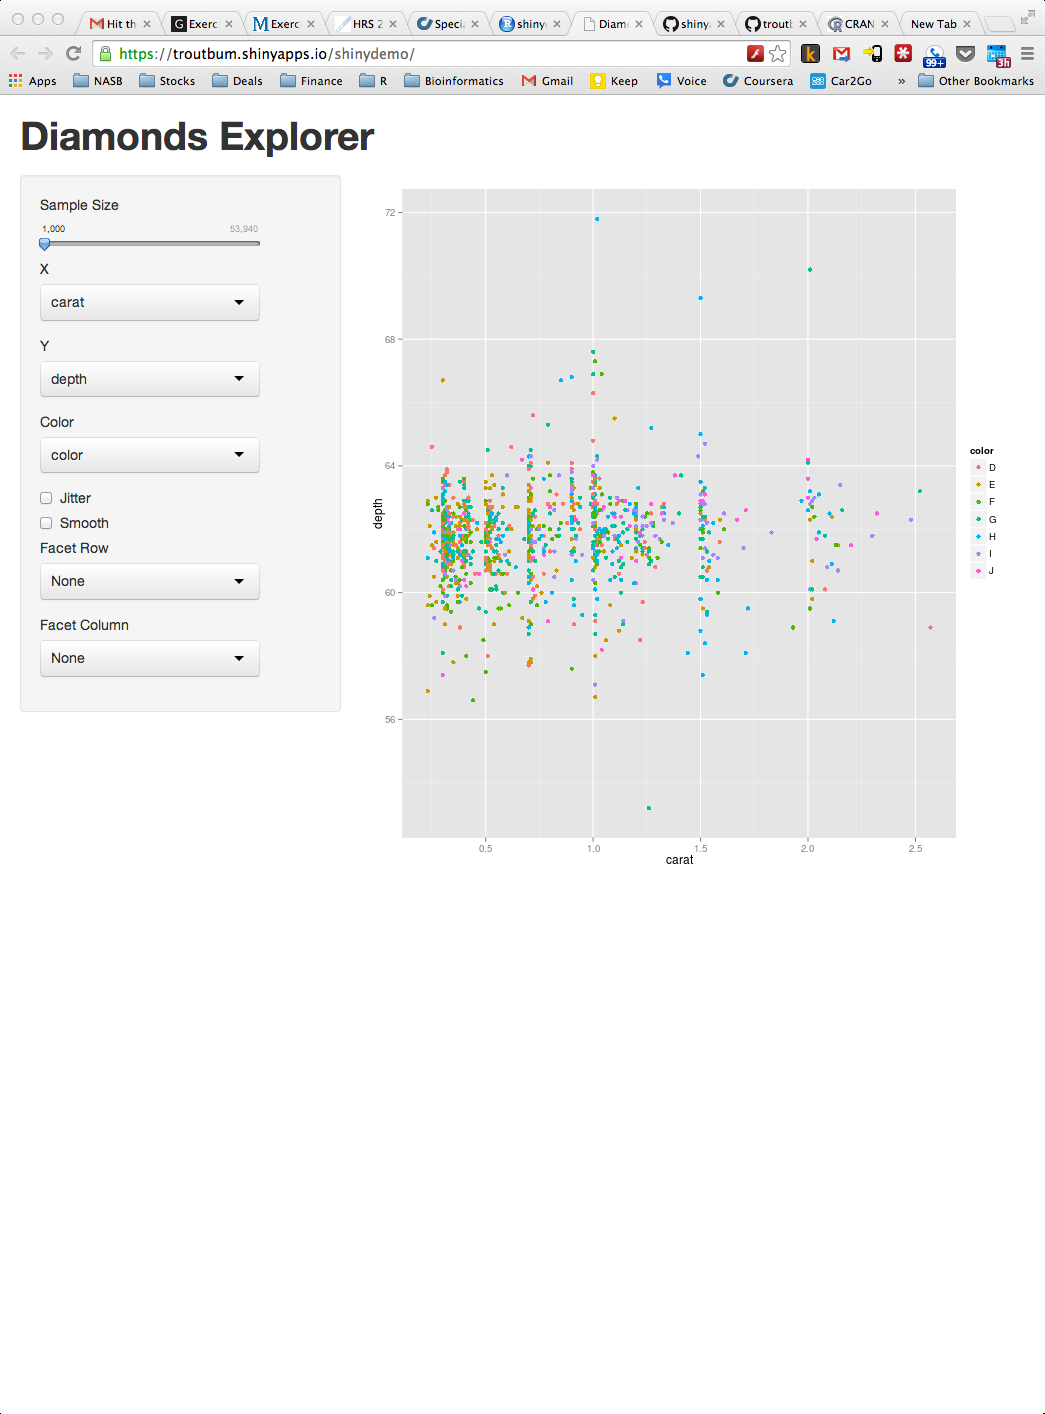 Hit th
Exerc
Exerc
HRS 2
Speci
shiny
Diam
shiny
trout
CRAN
New Tab
https://troutbum.shinyapps.io/shinydemo/
99+
3h
Apps
NASB
Stocks
Deals
Finance
R
Bioinformatics
Gmail
Keep
Voice
Coursera
Car2Go
»
Other Bookmarks
Diamonds Explorer
Sample Size
1,000
53,940
X
carat
Y
depth
Color
color
Jitter
Smooth
Facet Row
None
Facet Column
None
72
68
64
60
56
depth
0.5
1.0
1.5
2.0
2.5
carat
color
D
E
F
G
H
I
J